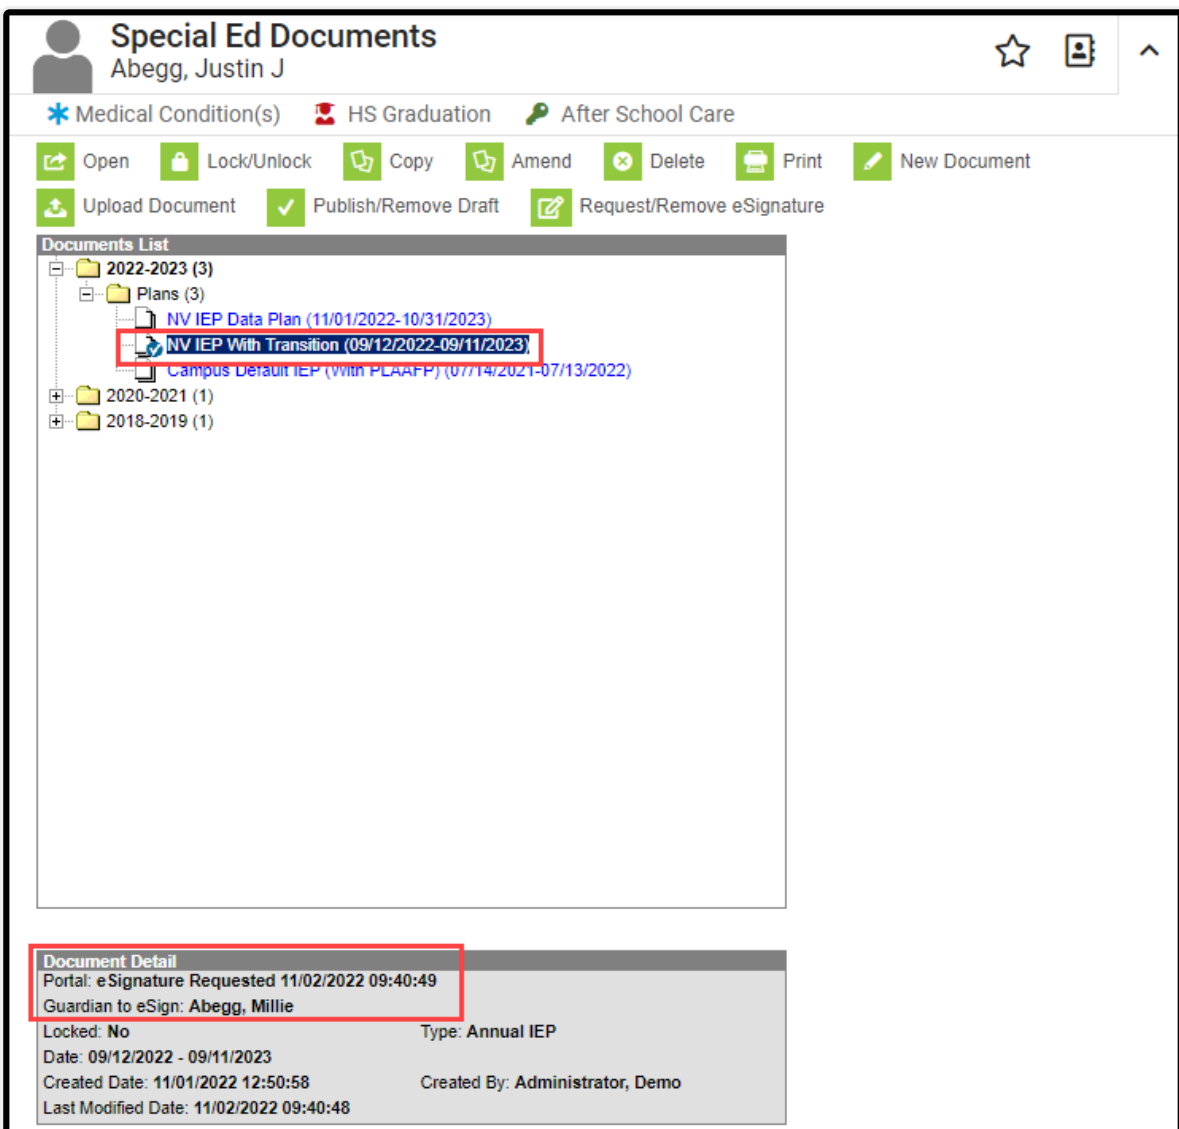 Special Ed Documents
Abegg, Justin J
Medical Condition(s) HS Graduation After School Care
Open Lock/Unlock Copy Amend Delete Print New Document
Upload Document Publish/Remove Draft Request/Remove eSignature
Documents List
2022-2023 (3)
Plans (3)
NV IEP Data Plan (11/01/2022-10/31/2023)
NV IEP With Transition (09/12/2022-09/11/2023)
Campus Default IEP (With PLAAFP) (07/14/2021-07/13/2022)
2020-2021 (1)
2018-2019 (1)
Document Detail
Portal: eSignature Requested 11/02/2022 09:40:49
Guardian to eSign: Abegg, Millie
Locked: No Type: Annual IEP
Date: 09/12/2022 - 09/11/2023
Created Date: 11/01/2022 12:50:58 Created By: Administrator, Demo
Last Modified Date: 11/02/2022 09:40:48